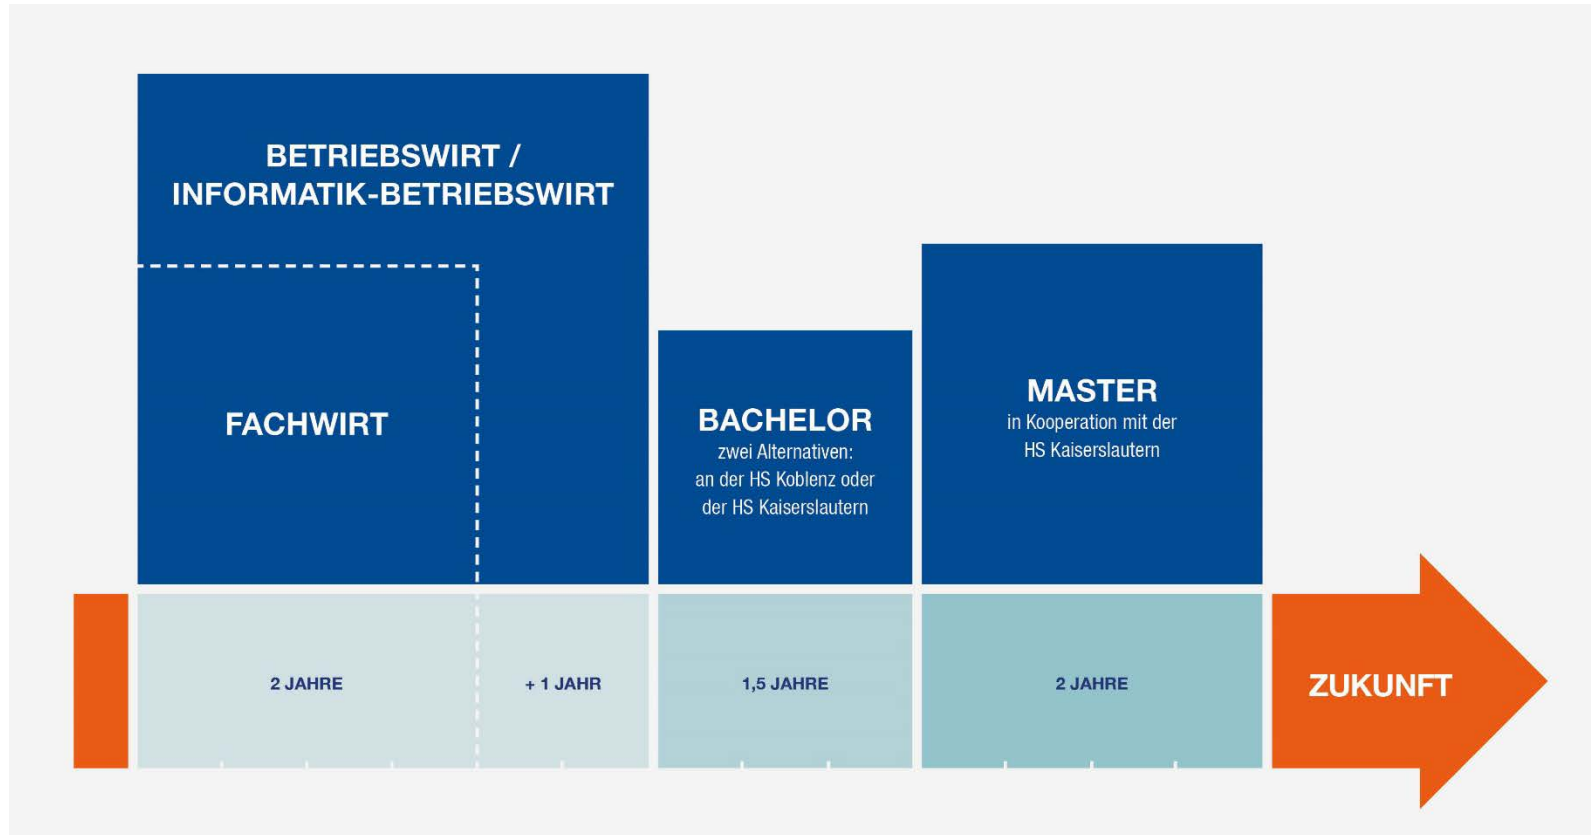 BETRIEBSWIRT /
INFORMATIK-BETRIEBSWIRT
FACHWIRT
BACHELOR
zwei Alternativen:
an der HS Koblenz oder
der HS Kaiserslautern
MASTER
in Kooperation mit der
HS Kaiserslautern
2 JAHRE
+ 1 JAHR
1,5 JAHRE
2 JAHRE
ZUKUNFT